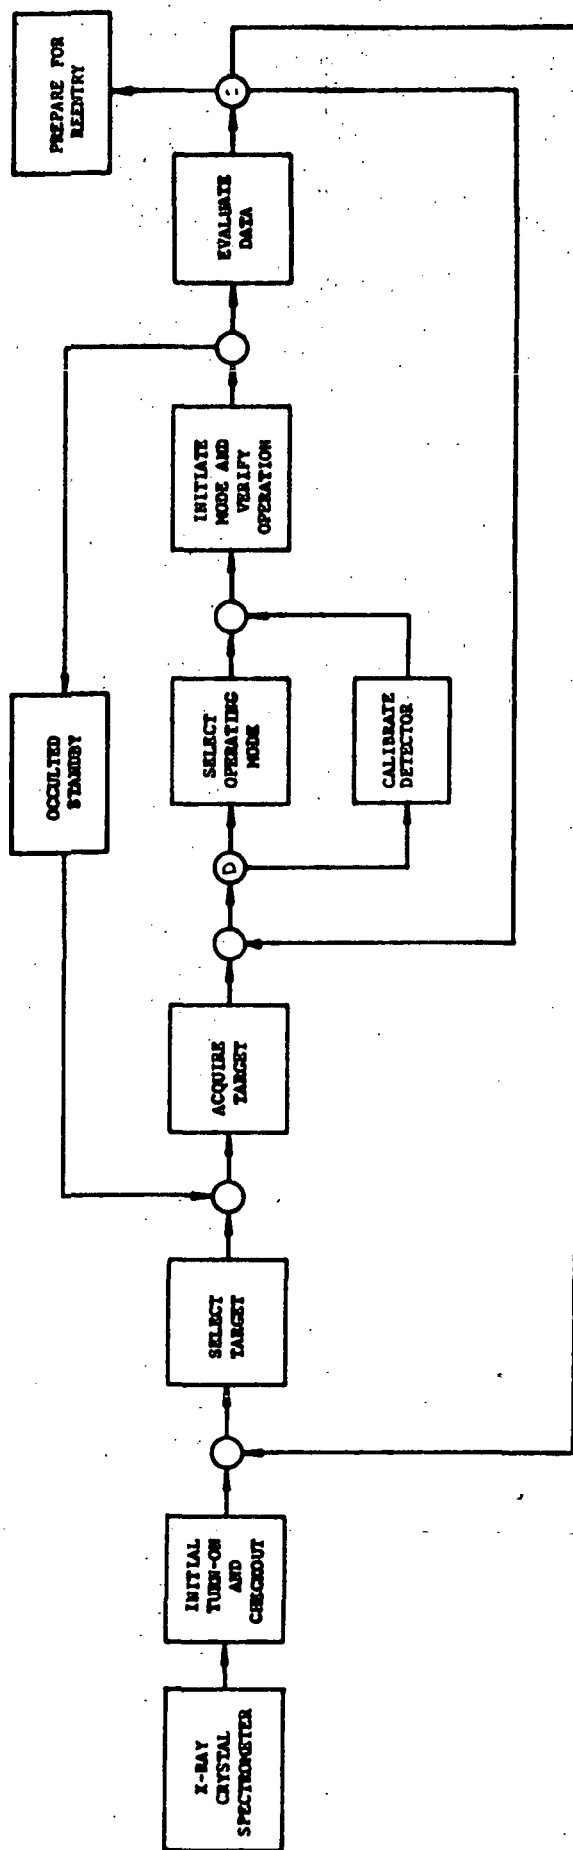 X-RAY
CRYSTAL
SPECTROMETER
INITIAL
TURN-ON
AND
CHECKOUT
SELECT
TARGET
ACQUIRE
TARGET
D
SELECT
OPERATING
MODE
CALIBRATE
DETECTOR
OCCULTED
STANDBY
INITIATE
MODE AND
VERIFY
OPERATION
EVALUATE
DATA
PREPARE FOR
REENTRY